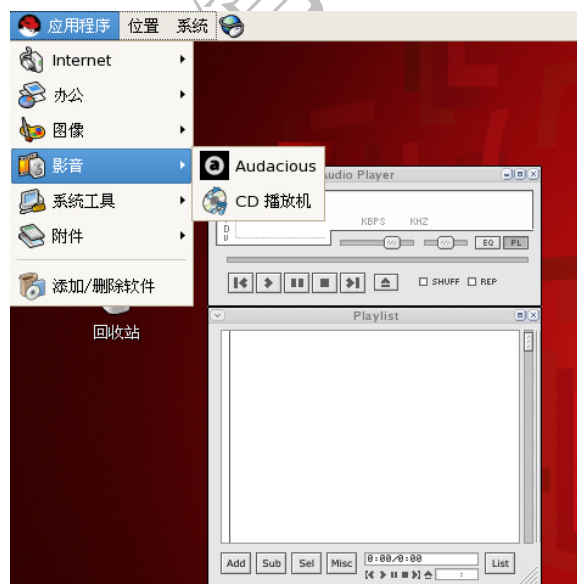 应用程序 位置 系统
Internet
办公
图像
影音
Audacious
系统工具
CD 播放机
附件
添加/删除软件
回收站
Audio Player
KBPS KHZ
EQ PL
SHUFF REP
Playlist
Add Sub Sel Misc 0:00/0:00 List